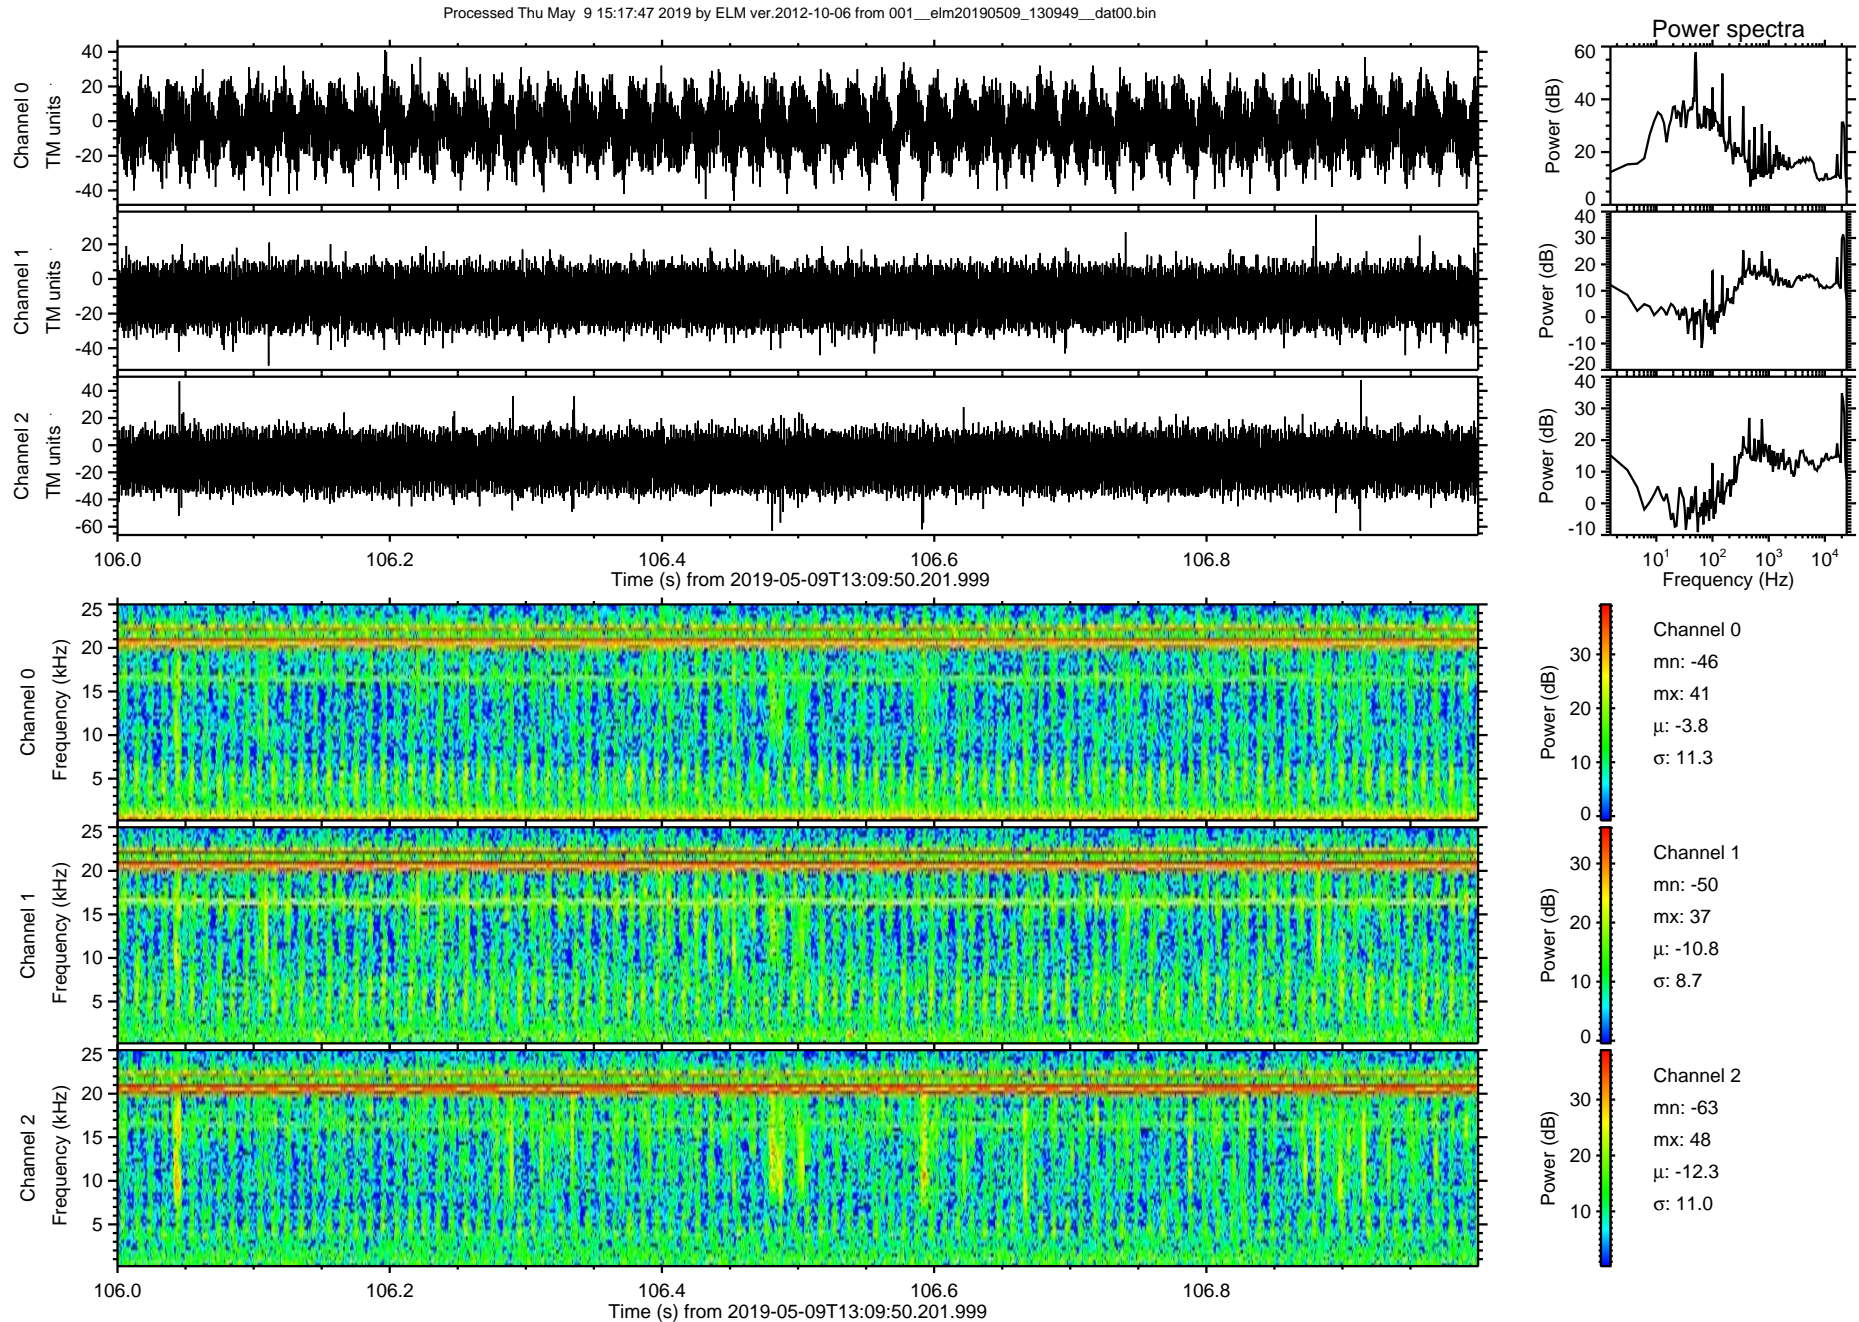 Processed Thu May  9 15:17:47 2019 by ELM ver.2012-10-06 from 001__elm20190509_130949__dat00.bin
Power spectra
Channel 0
TM units
40
20
0
-20
-40
Power (dB)
60
40
20
0
Channel 1
TM units
20
0
-20
-40
Power (dB)
40
30
20
10
0
-10
-20
Channel 2
TM units
40
20
0
-20
-40
-60
Power (dB)
40
30
20
10
0
-10
106.0 106.2 106.4 106.6 106.8
Time (s) from 2019-05-09T13:09:50.201.999
10¹ 10² 10³ 10⁴
Frequency (Hz)
Channel 0
Frequency (kHz)
25
20
15
10
5
Power (dB)
30
20
10
0
Channel 0
mn: -46
mx: 41
μ: -3.8
σ: 11.3
Channel 1
Frequency (kHz)
25
20
15
10
5
Power (dB)
30
20
10
0
Channel 1
mn: -50
mx: 37
μ: -10.8
σ: 8.7
Channel 2
Frequency (kHz)
25
20
15
10
5
Power (dB)
30
20
10
Channel 2
mn: -63
mx: 48
μ: -12.3
σ: 11.0
106.0 106.2 106.4 106.6 106.8
Time (s) from 2019-05-09T13:09:50.201.999